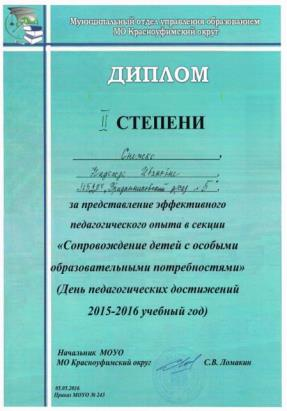 Муниципальный отдел управления образованием
МО Красноуфимский округ
ДИПЛОМ
II СТЕПЕНИ
за представление эффективного
педагогического опыта в секции
«Сопровождение детей с особыми
образовательными потребностями»
(День педагогических достижений
2015-2016 учебный год)
Начальник МОУО
МО Красноуфимский округ С.В. Ломакин
05.05.2016
Приказ МОУО № 243